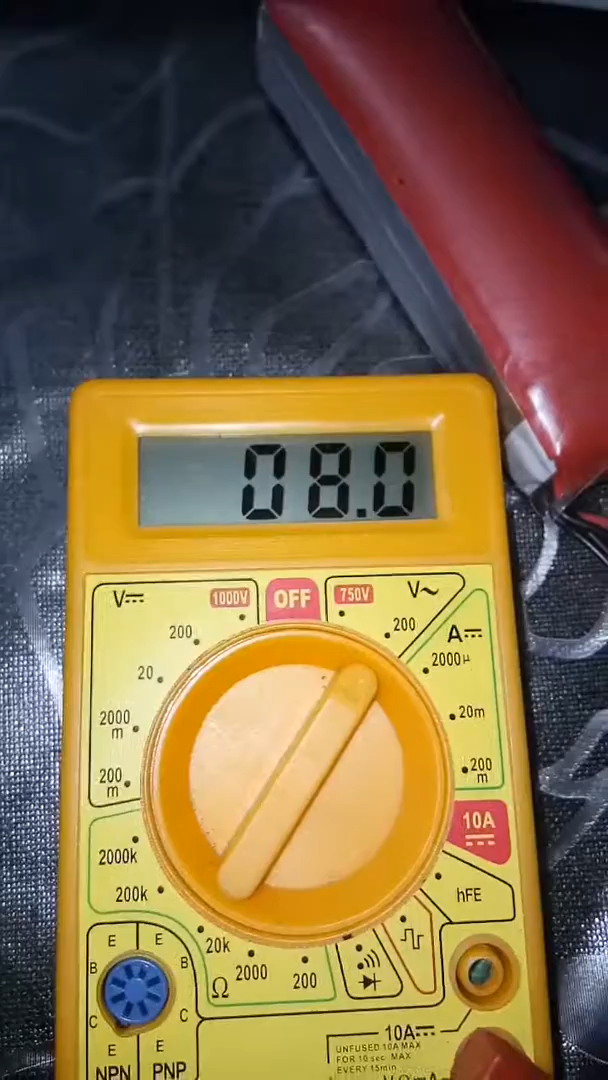 08.0
V⎓ 1000V OFF 750V V~
200 200 A⎓
20 2000µ
2000 m 20m
200 m 200 m
2000k 10A
200k hFE
20k
Ω 2000 200
E E
B B
C C
E E
NPN PNP
10A⎓
UNFUSED 10A MAX
FOR 10 sec MAX
EVERY 15min